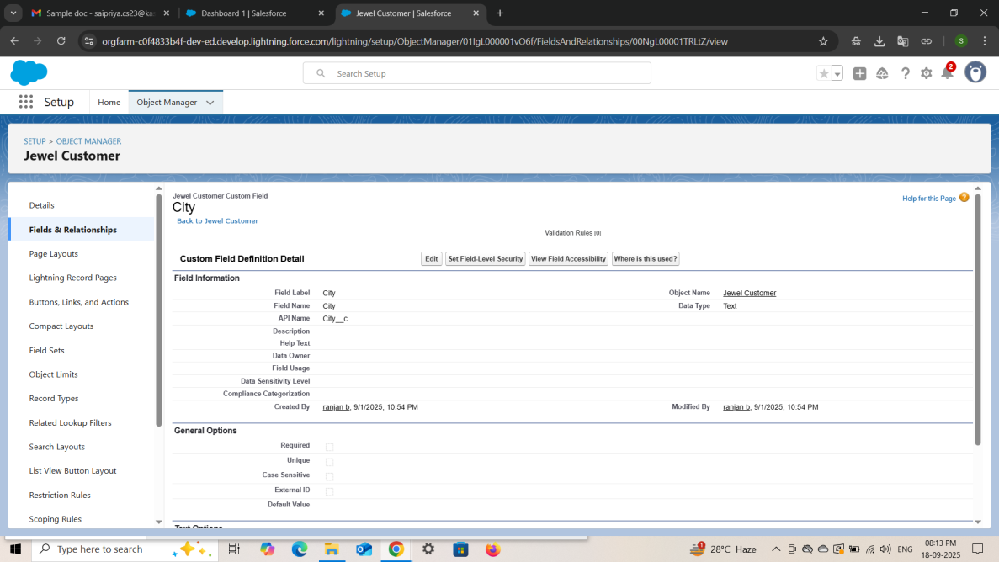 Sample doc - saipriya.cs23@ka
Dashboard 1 | Salesforce
Jewel Customer | Salesforce
orgfarm-c0f4833b4f-dev-ed.develop.lightning.force.com/lightning/setup/ObjectManager/01IgL000001vO6f/FieldsAndRelationships/00NgL00001TRLtZ/view
S
Search Setup
2
Setup
Home
Object Manager
SETUP > OBJECT MANAGER
Jewel Customer
Details
Fields & Relationships
Page Layouts
Lightning Record Pages
Buttons, Links, and Actions
Compact Layouts
Field Sets
Object Limits
Record Types
Related Lookup Filters
Search Layouts
List View Button Layout
Restriction Rules
Scoping Rules
Jewel Customer Custom Field
City
Back to Jewel Customer
Help for this Page
Validation Rules [0]
Custom Field Definition Detail
Edit
Set Field-Level Security
View Field Accessibility
Where is this used?
Field Information
Field Label City Object Name Jewel Customer
Field Name City Data Type Text
API Name City__c
Description
Help Text
Data Owner
Field Usage
Data Sensitivity Level
Compliance Categorization
Created By ranjan b, 9/1/2025, 10:54 PM Modified By ranjan b, 9/1/2025, 10:54 PM
General Options
Required
Unique
Case Sensitive
External ID
Default Value
Text Options
Type here to search
1
28°C Haze
ENG
08:13 PM
18-09-2025